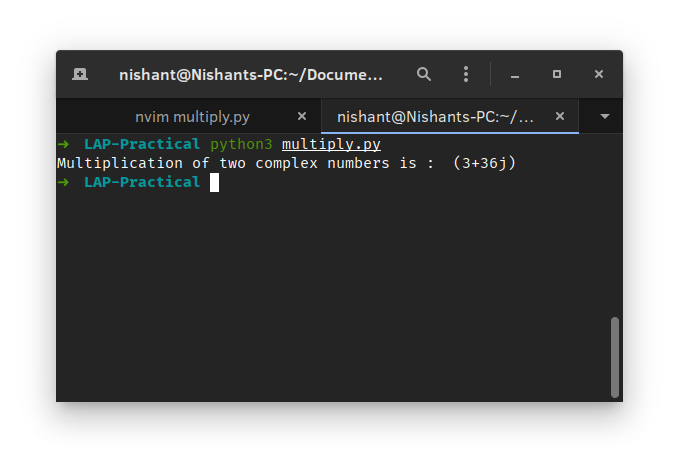 nishant@Nishants-PC:~/Docume...
nvim multiply.py
nishant@Nishants-PC:~/...
➜ LAP-Practical python3 multiply.py
Multiplication of two complex numbers is :  (3+36j)
➜ LAP-Practical